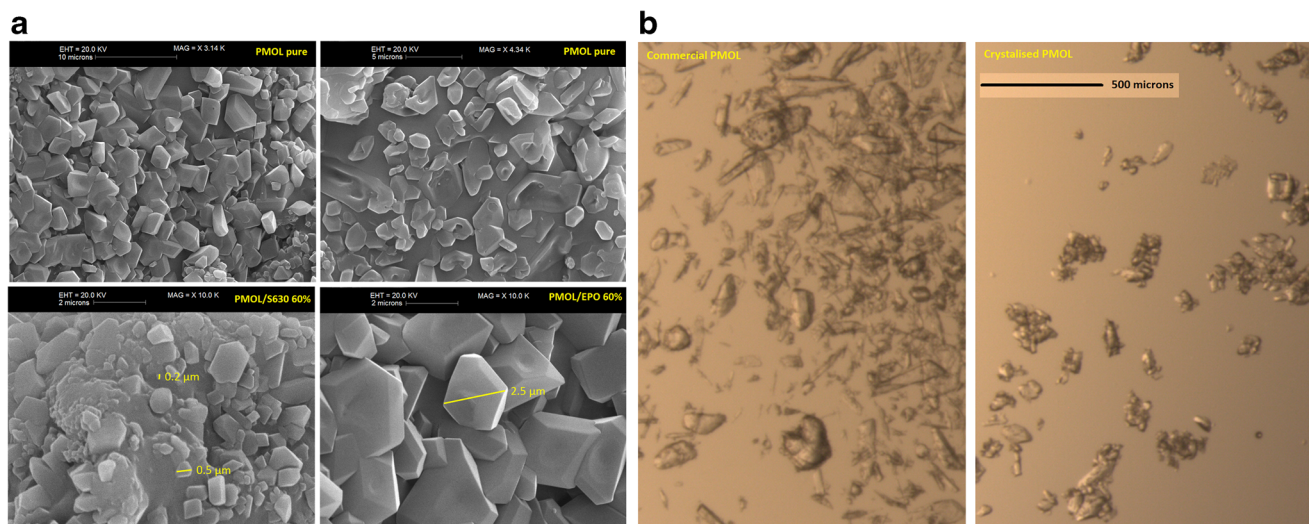 a
EHT = 20.0 KV MAG = X 3.14 K
10 microns
PMOL pure
EHT = 20.0 KV MAG = X 4.34 K
5 microns
PMOL pure
EHT = 20.0 KV MAG = X 10.0 K
2 microns
PMOL/S630 60%
0.2 µm
0.5 µm
EHT = 20.0 KV MAG = X 10.0 K
2 microns
PMOL/EPO 60%
2.5 µm
b
Commercial PMOL
Crystalised PMOL
500 microns